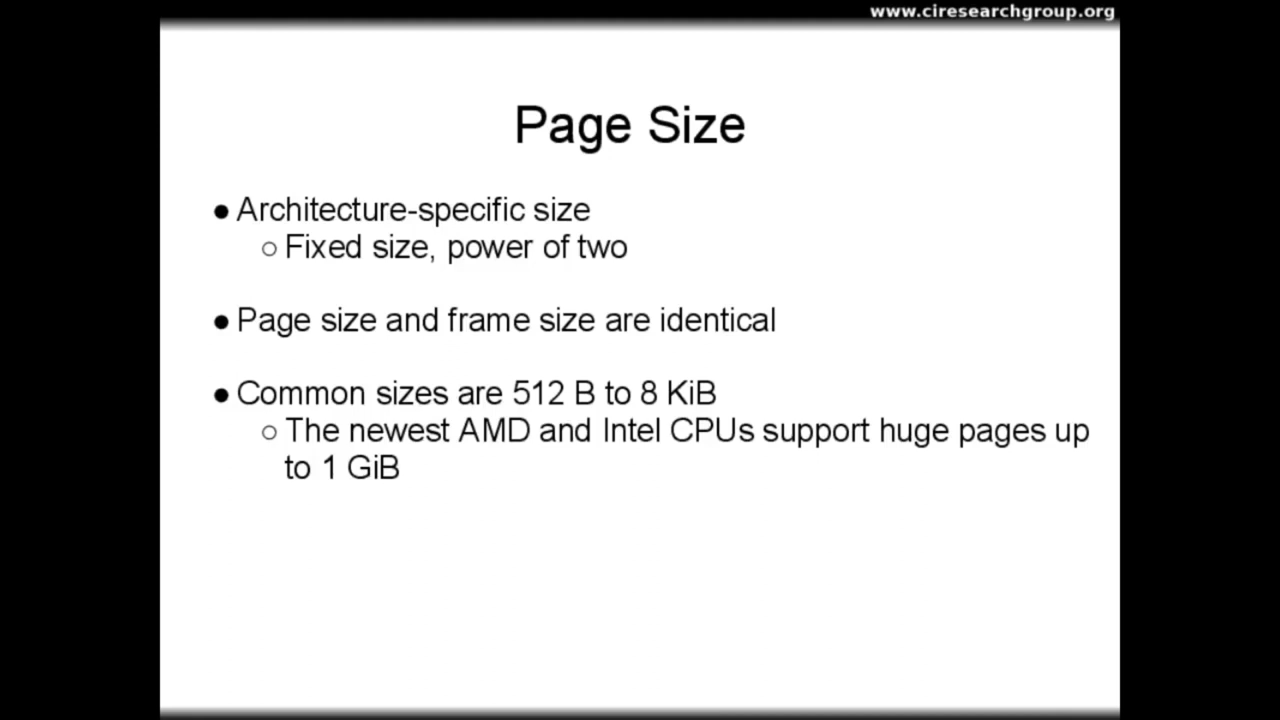 www.ciresearchgroup.org
Page Size
● Architecture-specific size
○ Fixed size, power of two
● Page size and frame size are identical
● Common sizes are 512 B to 8 KiB
○ The newest AMD and Intel CPUs support huge pages up
to 1 GiB